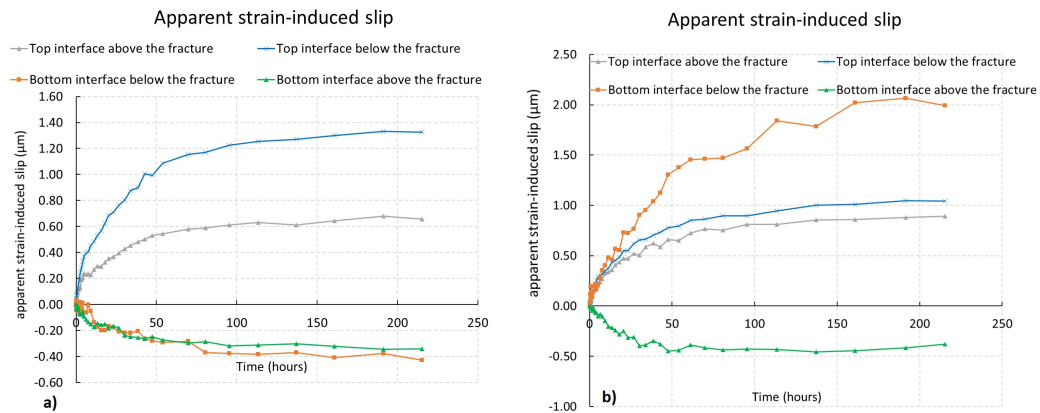 Apparent strain-induced slip
Top interface above the fracture
Top interface below the fracture
Bottom interface below the fracture
Bottom interface above the fracture
apparent strain-induced slip (μm)
1.60
1.40
1.20
1.00
0.80
0.60
0.40
0.20
0.00
-0.20
-0.40
-0.60
0
50
100
150
200
250
Time (hours)
a)
Apparent strain-induced slip
Top interface above the fracture
Top interface below the fracture
Bottom interface below the fracture
Bottom interface above the fracture
apparent strain-induced slip (μm)
2.50
2.00
1.50
1.00
0.50
0.00
-0.50
-1.00
0
50
100
150
200
250
Time (hours)
b)